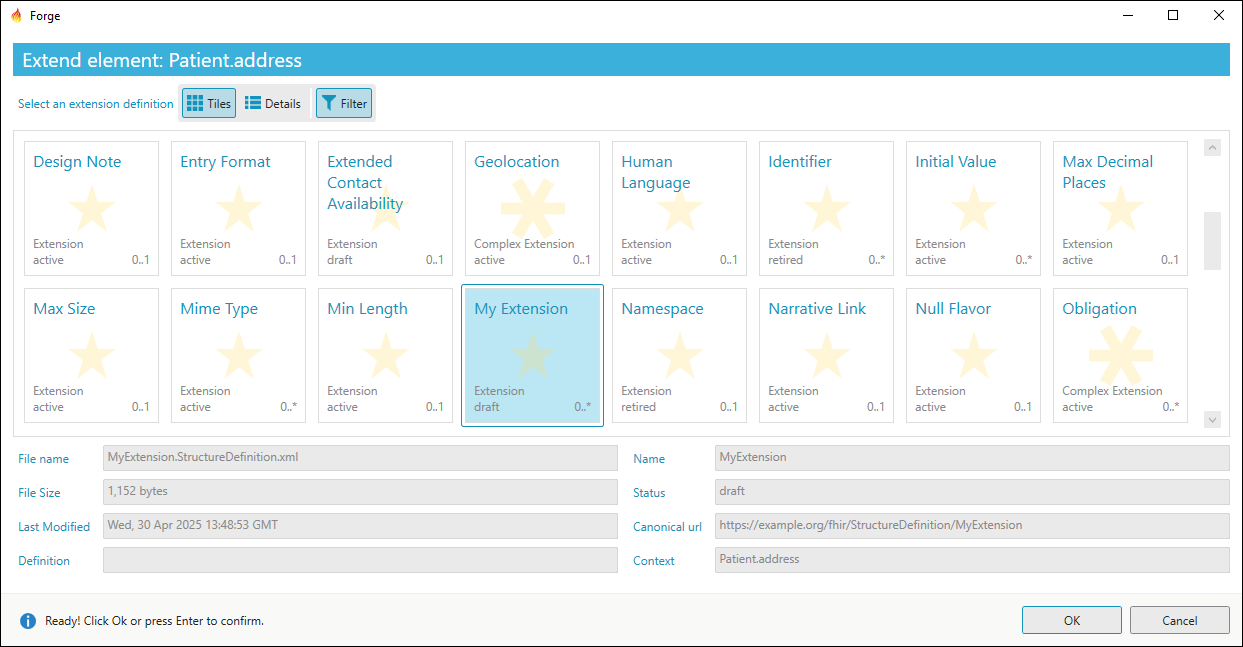 Forge
Extend element: Patient.address
Select an extension definition Tiles Details Filter
Design Note
Extension
active 0..1
Entry Format
Extension
active 0..1
Extended
Contact
Availability
Extension
draft 0..1
Geolocation
Complex Extension
active 0..1
Human
Language
Extension
active 0..1
Identifier
Extension
retired 0..*
Initial Value
Extension
active 0..*
Max Decimal
Places
Extension
active 0..1
Max Size
Extension
active 0..1
Mime Type
Extension
active 0..*
Min Length
Extension
active 0..1
My Extension
Extension
draft 0..*
Namespace
Extension
retired 0..1
Narrative Link
Extension
active 0..1
Null Flavor
Extension
active 0..1
Obligation
Complex Extension
active 0..*
File name MyExtension.StructureDefinition.xml
Name MyExtension
File Size 1,152 bytes
Status draft
Last Modified Wed, 30 Apr 2025 13:48:53 GMT
Canonical url https://example.org/fhir/StructureDefinition/MyExtension
Definition
Context Patient.address
Ready! Click Ok or press Enter to confirm.
OK Cancel